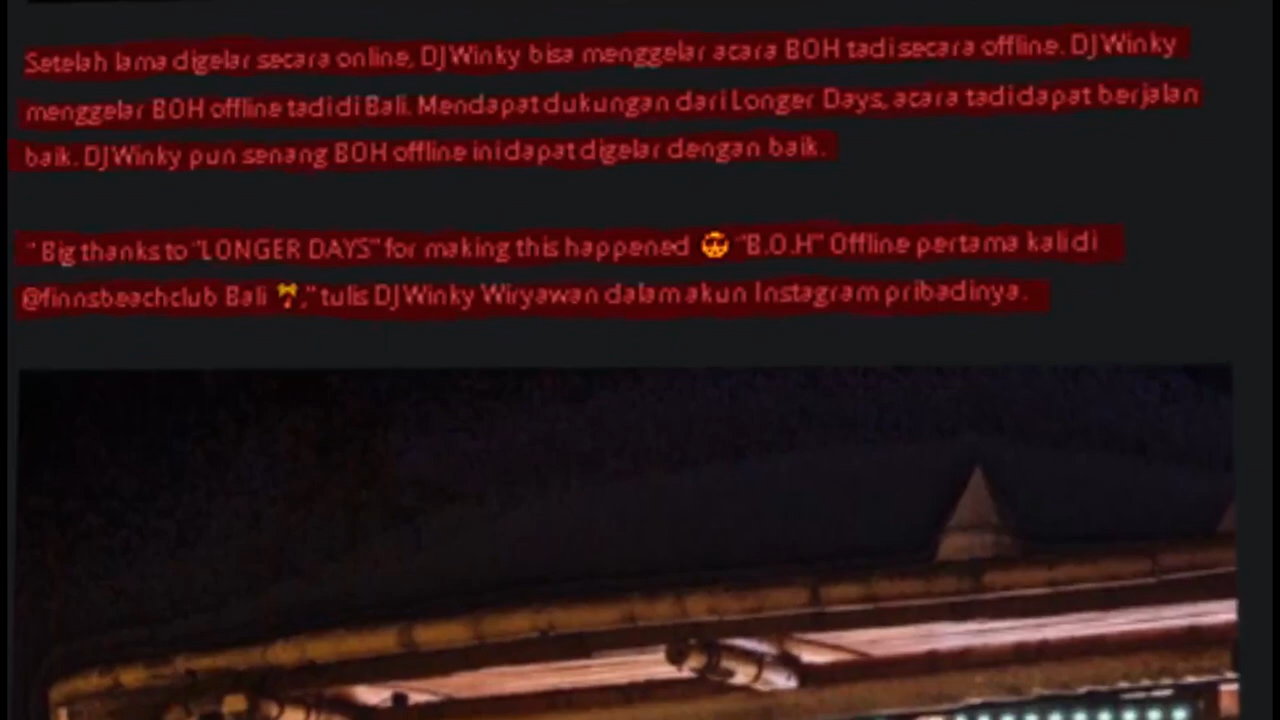 Setelah lama digelar secara online, DJ Winky bisa menggelar acara BOH tadi secara offline. DJ Winky
menggelar BOH offline tadi di Bali. Mendapat dukungan dari Longer Days, acara tadi dapat berjalan
baik. DJ Winky pun senang BOH offline ini dapat digelar dengan baik.
" Big thanks to "LONGER DAYS" for making this happened 😎 "B.O.H" Offline pertama kali di
@finnsbeachclub Bali 🌴," tulis DJ Winky Wiryawan dalam akun Instagram pribadinya.